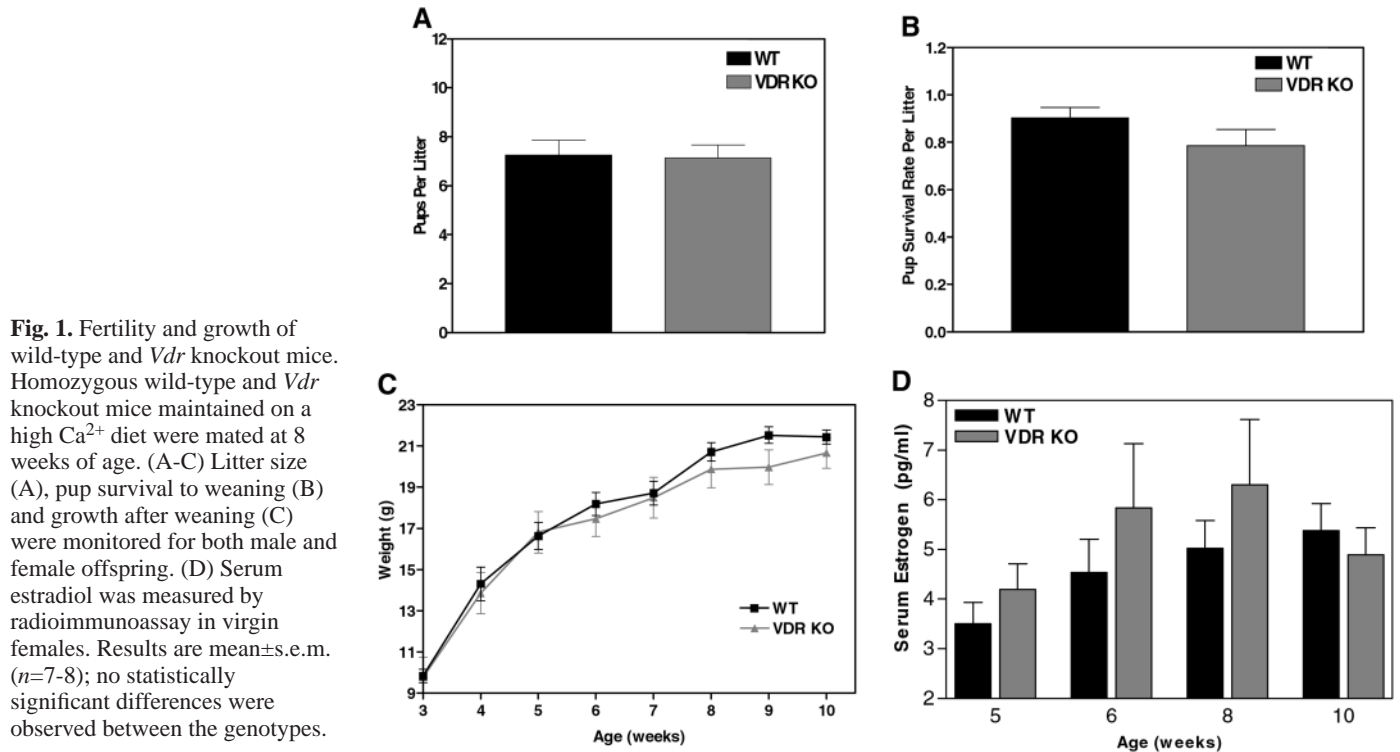 Fig. 1. Fertility and growth of
wild-type and Vdr knockout mice.
Homozygous wild-type and Vdr
knockout mice maintained on a
high Ca²⁺ diet were mated at 8
weeks of age. (A-C) Litter size
(A), pup survival to weaning (B)
and growth after weaning (C)
were monitored for both male and
female offspring. (D) Serum
estradiol was measured by
radioimmunoassay in virgin
females. Results are mean±s.e.m.
(n=7-8); no statistically
significant differences were
observed between the genotypes.
A
Pups Per Litter
12
10
8
6
4
2
0
WT
VDR KO
B
Pup Survival Rate Per Litter
1.2
1.0
0.8
0.6
0.4
0.2
0.0
WT
VDR KO
C
Weight (g)
23
21
19
17
15
13
11
9
WT
VDR KO
3 4 5 6 7 8 9 10
Age (weeks)
D
Serum Estrogen (pg/ml)
8
7
6
5
4
3
2
WT
VDR KO
5 6 8 10
Age (weeks)